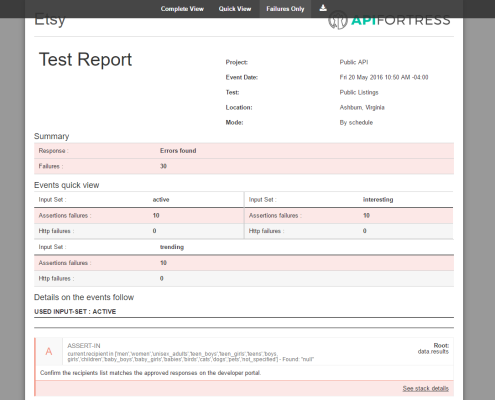 Complete View Quick View Failures Only
Etsy APIFORTRESS
Test Report
Project: Public API
Event Date: Fri 20 May 2016 10:50 AM -04:00
Test: Public Listings
Location: Ashburn, Virginia
Mode: By schedule
Summary
Response : Errors found
Failures : 30
Events quick view
Input Set : active Input Set : interesting
Assertions failures : 10 Assertions failures : 10
Http failures : 0 Http failures : 0
Input Set : trending
Assertions failures : 10
Http failures : 0
Details on the events follow
USED INPUT-SET : ACTIVE
A ASSERT-IN Root:
current.recipient in ['men','women','unisex_adults','teen_boys','teen_girls','teens','boys, data results
girls','children','baby_boys','baby_girls','babies','birds','cats','dogs','pets','not_specified'] - Found: "null"
Confirm the recipients list matches the approved responses on the developer portal.
See stack details